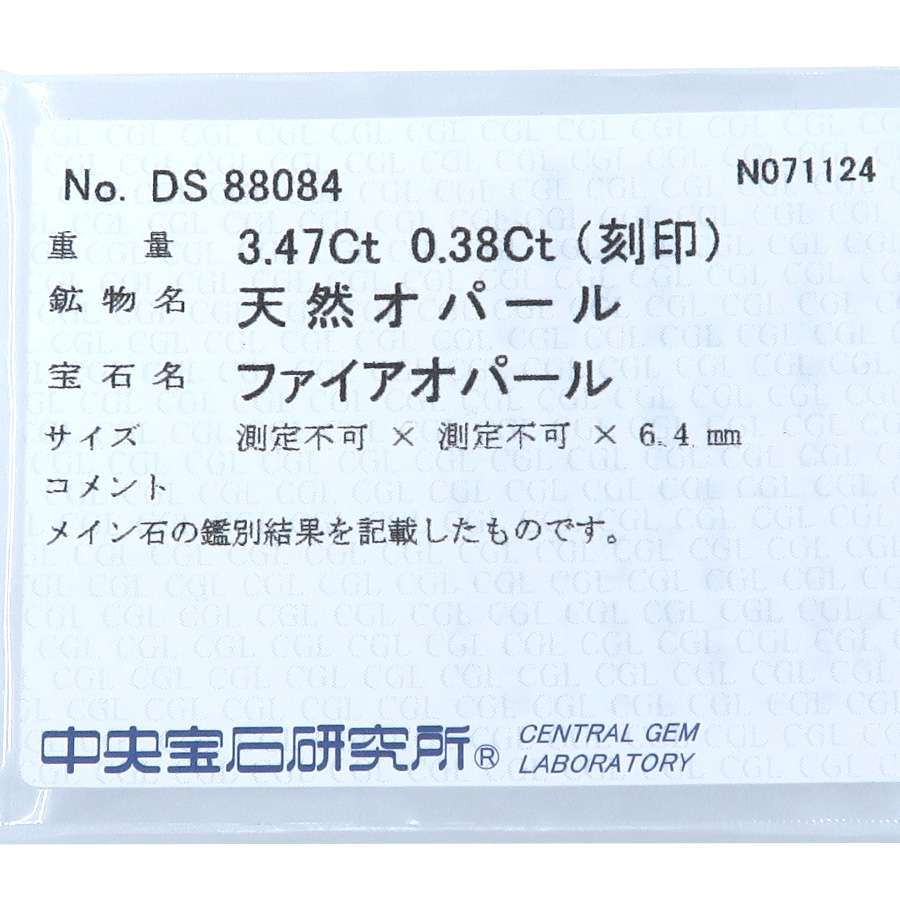 No. DS 88084
N071124
重量 3.47Ct 0.38Ct (刻印)
鉱物名 天然オパール
宝石名 ファイアオパール
サイズ 測定不可 × 測定不可 × 6.4 mm
コメント
メイン石の鑑別結果を記載したものです。
中央宝石研究所® CENTRAL GEM
LABORATORY